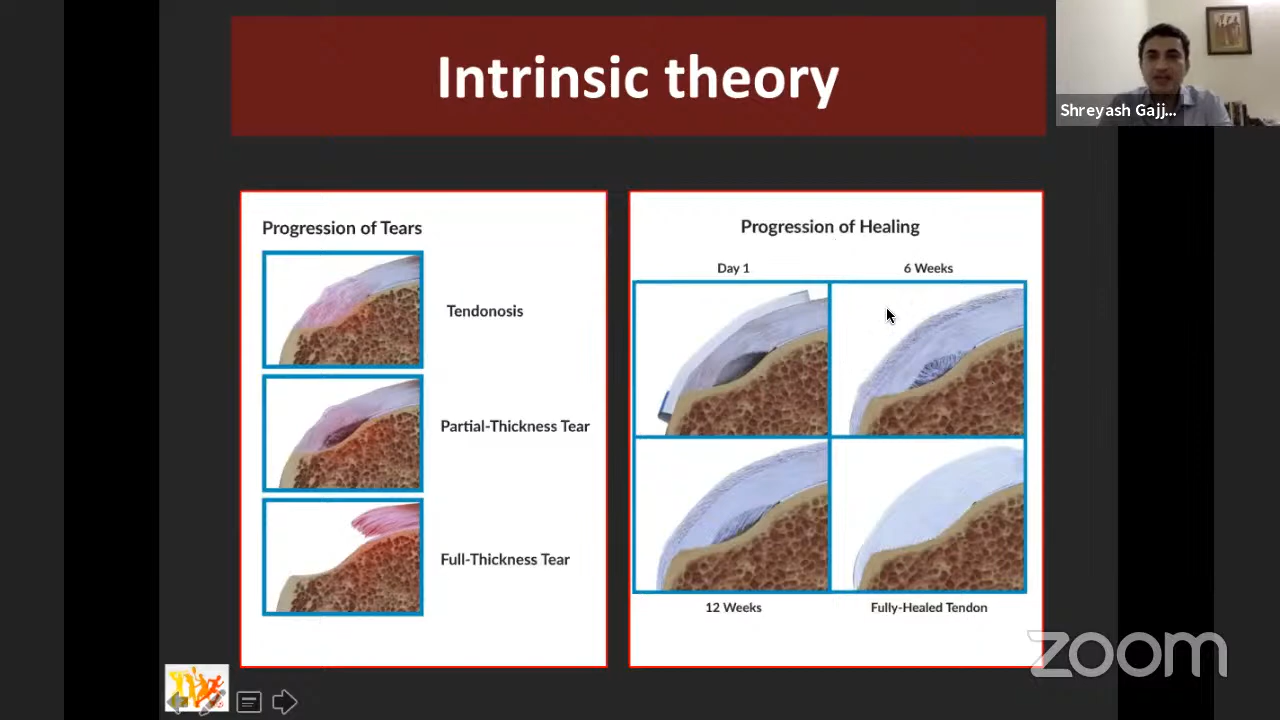 Intrinsic theory
Shreyash Gajj...
Progression of Tears
Tendonosis
Partial-Thickness Tear
Full-Thickness Tear
Progression of Healing
Day 1
6 Weeks
12 Weeks
Fully-Healed Tendon
zoom